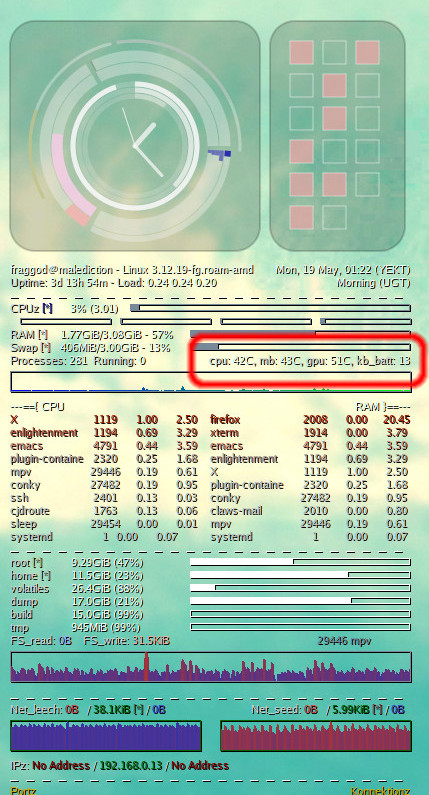 fraggod@malediction - Linux 3.12.19-fg.roam-amd Mon, 19 May, 01:22 (YEKT)
Uptime: 3d 13h 54m - Load: 0.24 0.24 0.20 Morning (UGT)
CPUz [*] 3% (3.01)
RAM [*] 1.77GiB/3.08GiB - 57%
Swap [*] 406MiB/3.00GiB - 13%
Processes: 281 Running: 0 cpu: 42C, mb: 43C, gpu: 51C, kb_batt: 13
---=={ CPU RAM }==---
X 1119 1.00 2.50 firefox 2008 0.00 20.45
enlightenment 1914 0.69 3.29 xterm 1914 0.00 3.79
emacs 4791 0.44 3.59 emacs 4791 0.44 3.59
plugin-containe 2320 0.25 1.68 enlightenment 1194 0.69 3.29
mpv 29446 0.19 0.61 X 1119 1.00 2.50
conky 27482 0.19 0.95 plugin-containe 2320 0.25 1.68
ssh 2401 0.13 0.03 conky 27482 0.19 0.95
cjdroute 1763 0.13 0.06 claws-mail 2010 0.00 0.80
sleep 29454 0.00 0.01 mpv 29446 0.19 0.61
systemd 1 0.00 0.07 systemd 1 0.00 0.07
root [*] 9.29GiB (47%)
home [*] 11.5GiB (23%)
volatiles 26.4GiB (88%)
dump 17.0GiB (21%)
build 15.0GiB (99%)
tmp 945MiB (99%)
FS_read: 0B FS_write: 31.5KiB 29446 mpv
Net_leech: 0B / 38.1KiB [*] / 0B Net_seed: 0B / 5.99KiB [*] / 0B
IPz: No Address / 192.168.0.13 / No Address
Portz Konnektionz